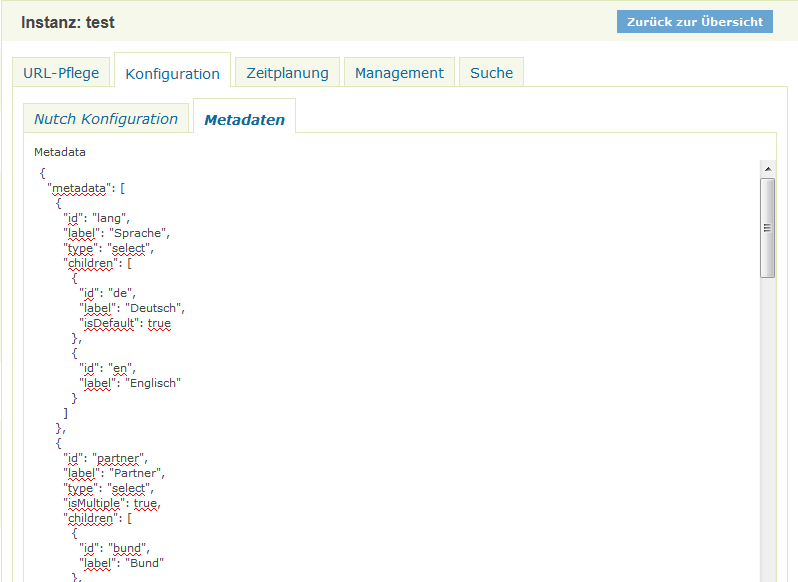 Instanz: test
Zurück zur Übersicht
URL-Pflege
Konfiguration
Zeitplanung
Management
Suche
Nutch Konfiguration
Metadaten
Metadata
{
"metadata": [
{
"id": "lang",
"label": "Sprache",
"type": "select",
"children": [
{
"id": "de",
"label": "Deutsch",
"isDefault": true
},
{
"id": "en",
"label": "Englisch"
}
]
},
{
"id": "partner",
"label": "Partner",
"type": "select",
"isMultiple": true,
"children": [
{
"id": "bund",
"label": "Bund"
},